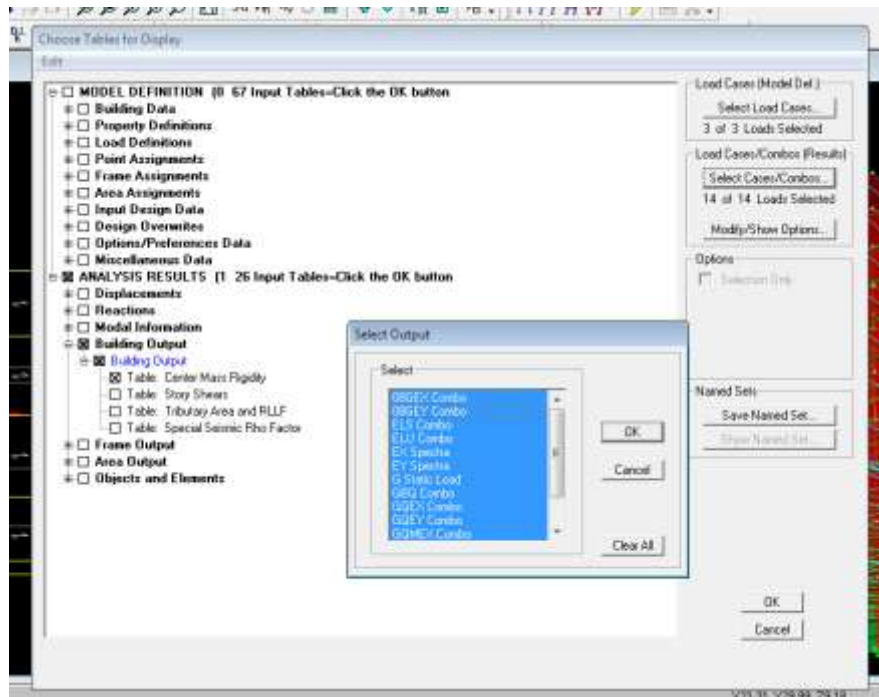 Choose Tables for Display
Edit
MODEL DEFINITION (0 67 Input Tables-Click the OK button
Building Data
Property Definitions
Load Definitions
Point Assignments
Frame Assignments
Area Assignments
Input Design Data
Design Overwrites
Options/Preferences Data
Miscellaneous Data
ANALYSIS RESULTS (1 26 Input Tables-Click the OK button
Displacements
Reactions
Modal Information
Building Output
Building Output
Table: Center Mass Rigidity
Table: Story Shears
Table: Tributary Area and RLLF
Table: Special Seismic Rho Factor
Frame Output
Area Output
Objects and Elements
Select Output
Select
08GEX Combo
08GEY Combo
ELS Combo
ELU Combo
EX Spectra
EY Spectra
G Static Load
GQEX Combo
GQEY Combo
OK
Cancel
Clear All
Load Cases (Model Def.)
Select Load Cases...
3 of 3 Loads Selected
Load Cases/Combos (Results)
Select Cases/Combos...
14 of 14 Loads Selected
Modify/Show Options...
Options
Selection Only
Named Sets
Save Named Set...
Show Named Set...
OK
Cancel